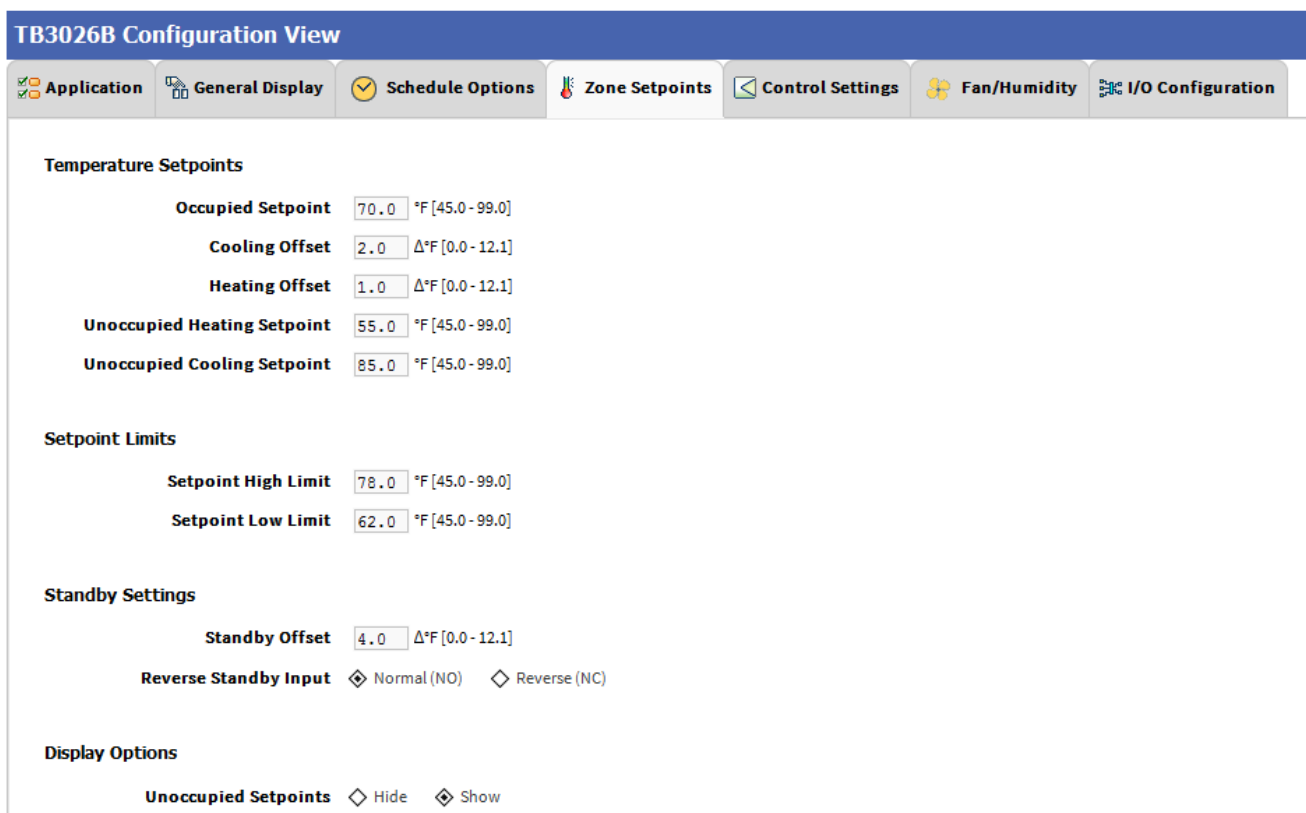 TB3026B Configuration View
Application General Display Schedule Options Zone Setpoints Control Settings Fan/Humidity I/O Configuration
Temperature Setpoints
Occupied Setpoint 70.0 °F [45.0 - 99.0]
Cooling Offset 2.0 Δ°F [0.0 - 12.1]
Heating Offset 1.0 Δ°F [0.0 - 12.1]
Unoccupied Heating Setpoint 55.0 °F [45.0 - 99.0]
Unoccupied Cooling Setpoint 85.0 °F [45.0 - 99.0]
Setpoint Limits
Setpoint High Limit 78.0 °F [45.0 - 99.0]
Setpoint Low Limit 62.0 °F [45.0 - 99.0]
Standby Settings
Standby Offset 4.0 Δ°F [0.0 - 12.1]
Reverse Standby Input Normal (NO) Reverse (NC)
Display Options
Unoccupied Setpoints Hide Show